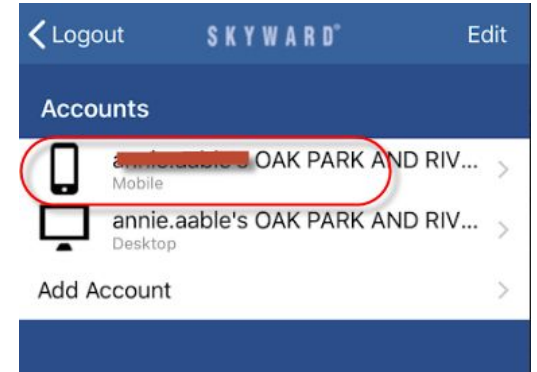 Logout SKYWARD® Edit
Accounts
OAK PARK AND RIV...
Mobile
annie.aable's OAK PARK AND RIV...
Desktop
Add Account